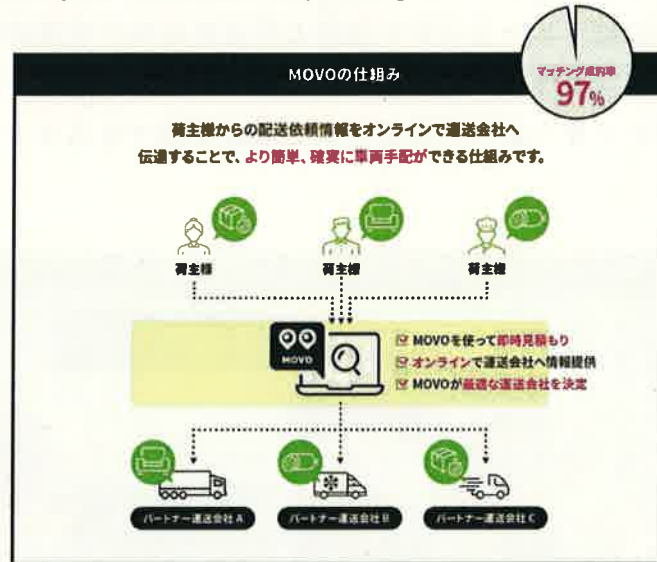 MOVOの仕組み
マッチング成約率
97%
荷主様からの配送依頼情報をオンラインで運送会社へ
伝達することで、より簡単、確実に車両手配ができる仕組みです。
荷主様
荷主様
荷主様
MOVO
MOVOを使って即時見積もり
オンラインで運送会社へ情報提供
MOVOが最適な運送会社を決定
パートナー運送会社 A
パートナー運送会社 B
パートナー運送会社 C